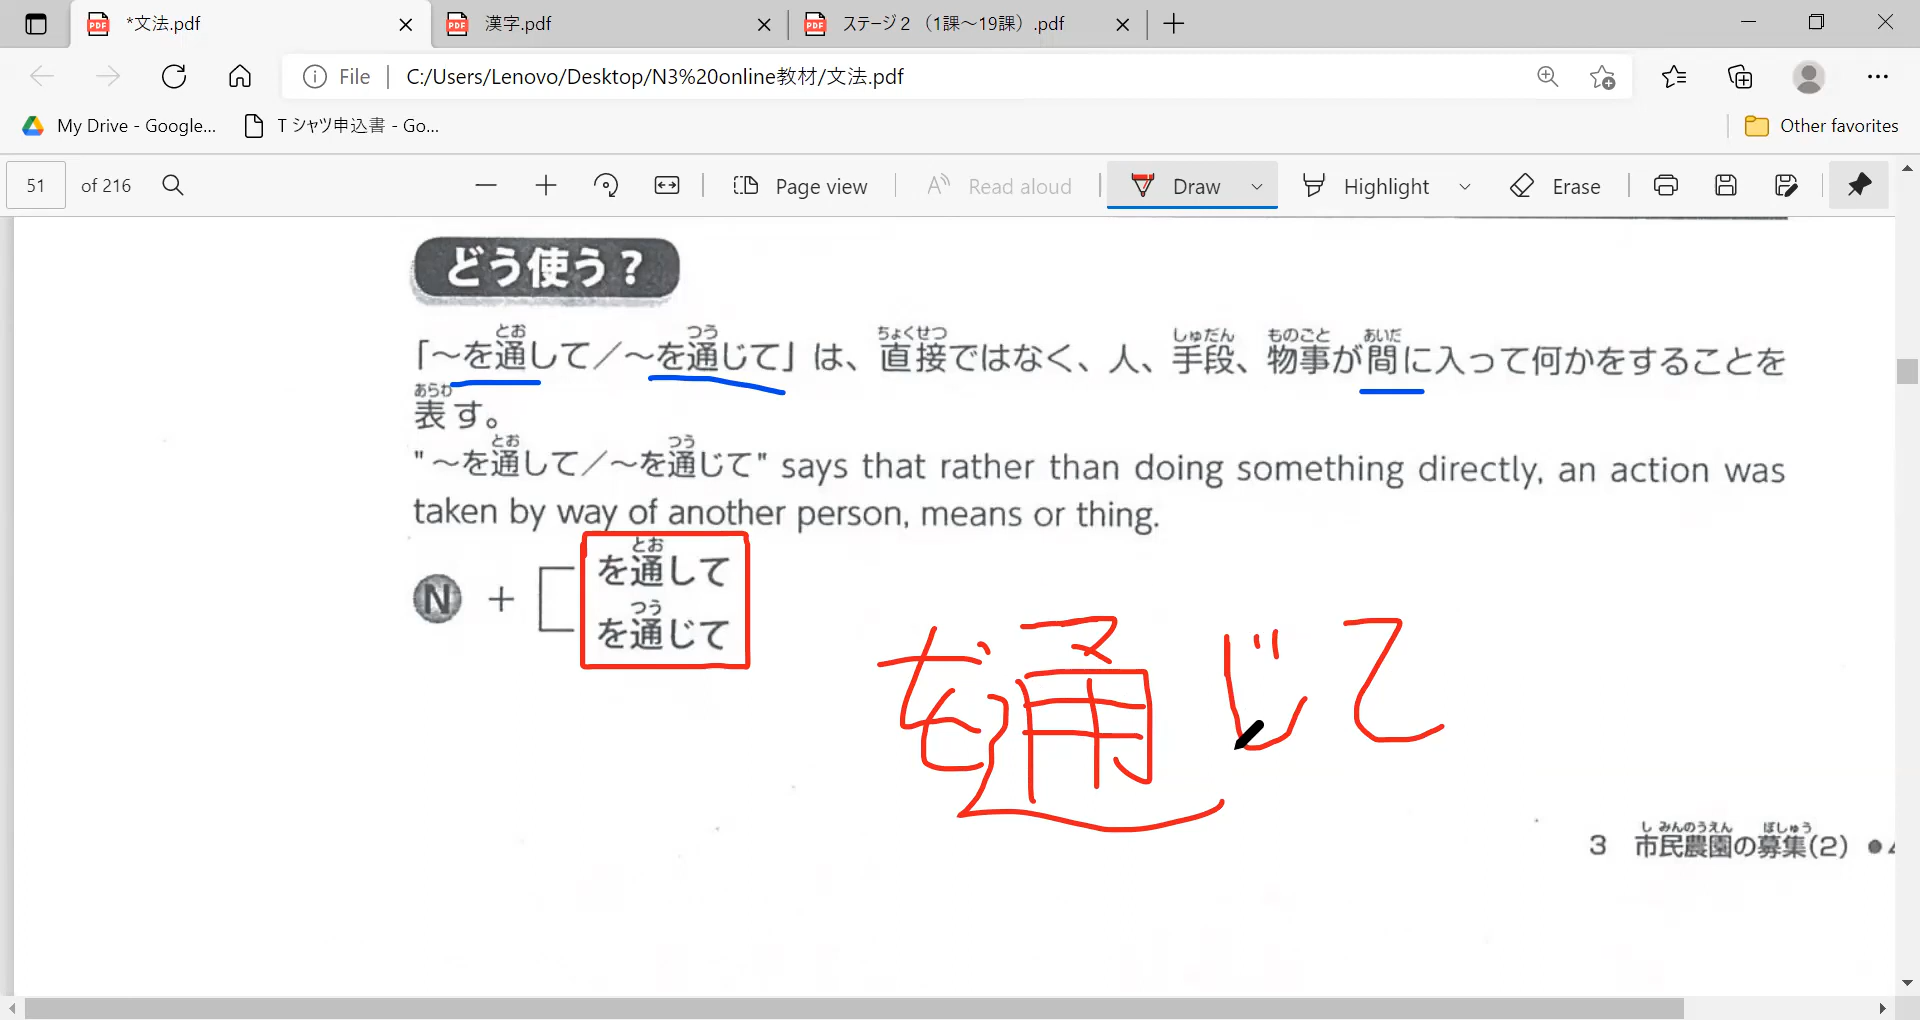 *文法.pdf
漢字.pdf
ステージ２（1課～19課）.pdf
File C:/Users/Lenovo/Desktop/N3%20online教材/文法.pdf
My Drive - Google...
T シャツ申込書 - Go...
Other favorites
51 of 216
Page view
Read aloud
Draw
Highlight
Erase
どう使う？
とお つう ちょくせつ しゅだん ものごと あいだ
「～を通して／～を通じて」は、直接ではなく、人、手段、物事が間に入って何かをすることを
あらわ
表す。
とお つう
"～を通して／～を通じて" says that rather than doing something directly, an action was
taken by way of another person, means or thing.
とお
を通して
N +
つう
を通じて
を通じて
し みんのうえん ぼしゅう
3 市民農園の募集(2) ●